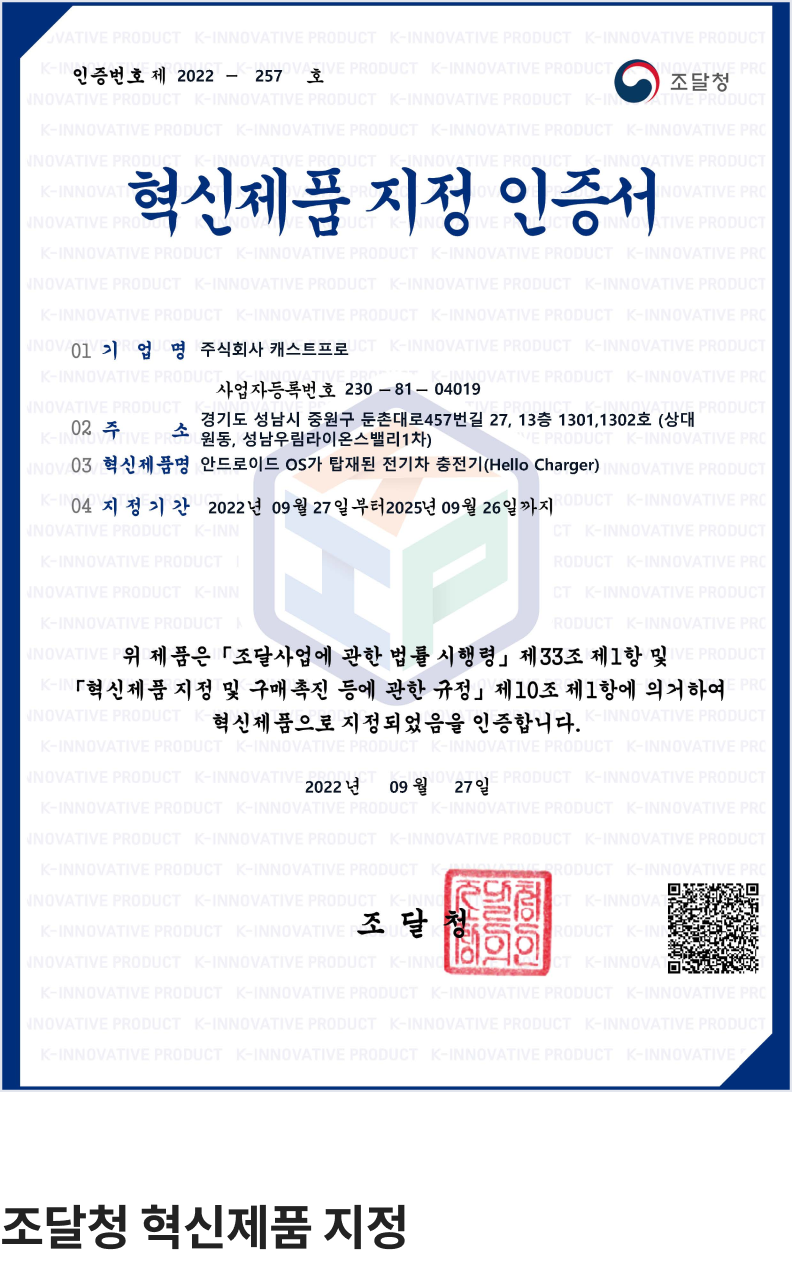 인증번호 제 2022 – 257 호
조달청
혁신제품 지정 인증서
01 기 업 명 주식회사 캐스트프로
사업자등록번호 230 – 81 – 04019
02 주 소 경기도 성남시 중원구 둔촌대로457번길 27, 13층 1301,1302호 (상대
원동, 성남우림라이온스밸리1차)
03 혁신제품명 안드로이드 OS가 탑재된 전기차 충전기(Hello Charger)
04 지 정 기 간 2022년 09월 27일부터2025년 09월 26일까지
위 제품은 「조달사업에 관한 법률 시행령」 제33조 제1항 및
「혁신제품 지정 및 구매촉진 등에 관한 규정」 제10조 제1항에 의거하여
혁신제품으로 지정되었음을 인증합니다.
2022년 09월 27일
조 달 청
K-INNOVATIVE PRODUCT
조달청 혁신제품 지정